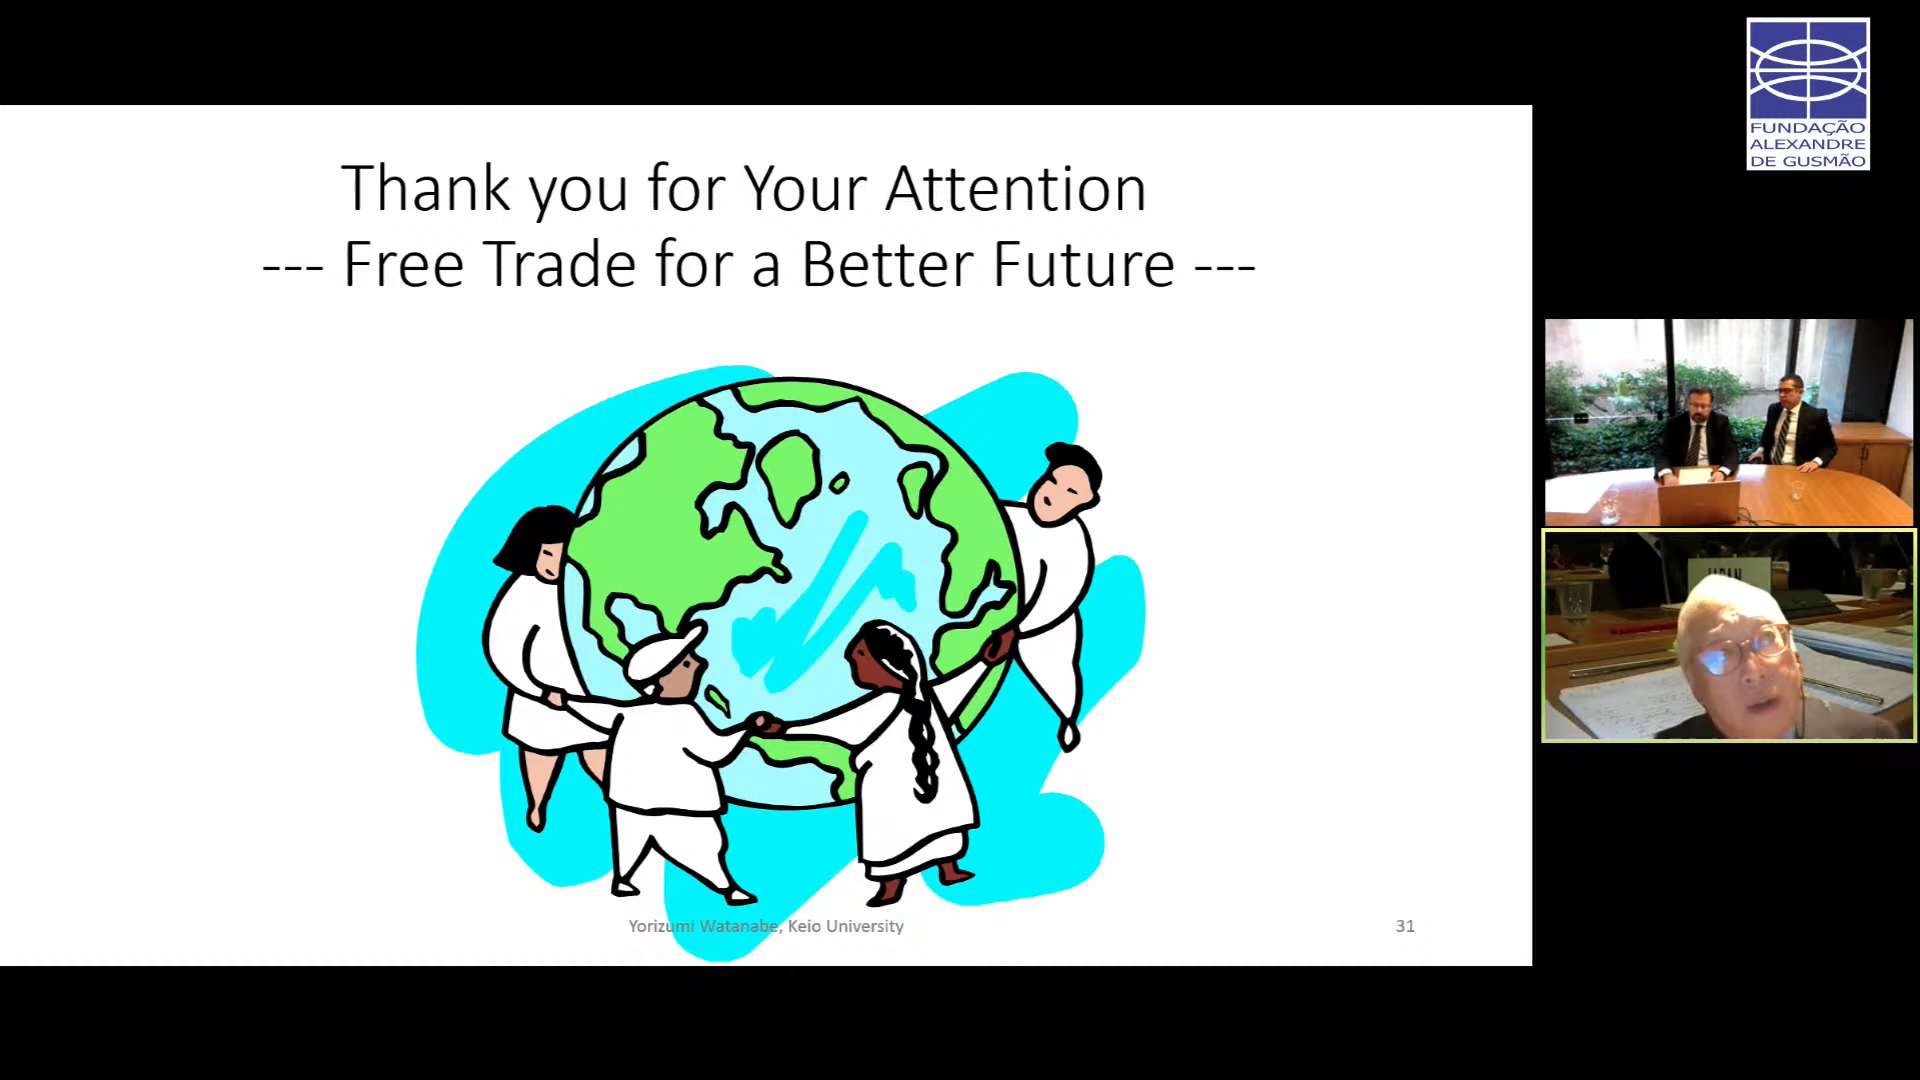 Thank you for Your Attention
--- Free Trade for a Better Future ---
Yorizumi Watanabe, Keio University
31
FUNDAÇÃO
ALEXANDRE
DE GUSMÃO
JAPAN